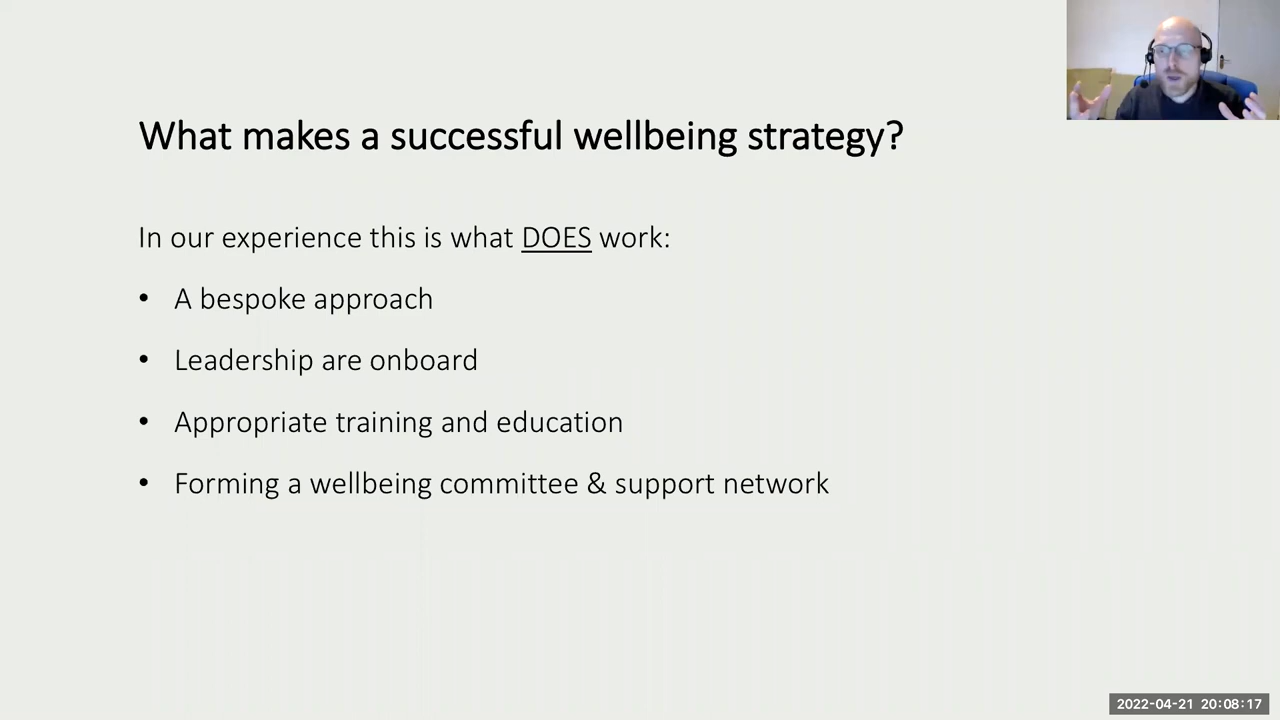 What makes a successful wellbeing strategy?
In our experience this is what DOES work:
• A bespoke approach
• Leadership are onboard
• Appropriate training and education
• Forming a wellbeing committee & support network
2022-04-21 20:08:17